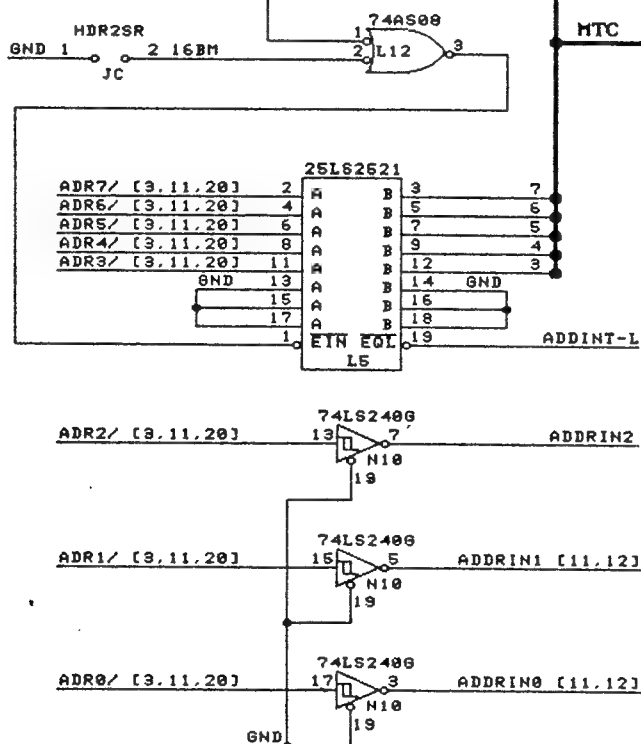 74AS08
MTC
HDR2SR
1
3
GND 1
2 16BM
2
L12
JC
25LS2521
ADR7/ [3,11,20] 2 A B 3 7
ADR6/ [3,11,20] 4 A B 5 6
ADR5/ [3,11,20] 6 A B 7 5
ADR4/ [3,11,20] 8 A B 9 4
ADR3/ [3,11,20] 11 A B 12 3
GND 13 A B 14 GND
15 A B 16
17 A B 18
1 EIN EQL 19 ADDINT-L
L5
74LS240G
ADR2/ [3,11,20] 13 7 ADDRIN2
N10
19
74LS240G
ADR1/ [3,11,20] 15 5 ADDRIN1 [11,12]
N10
19
74LS240G
ADR0/ [3,11,20] 17 3 ADDRIN0 [11,12]
N10
19
GND